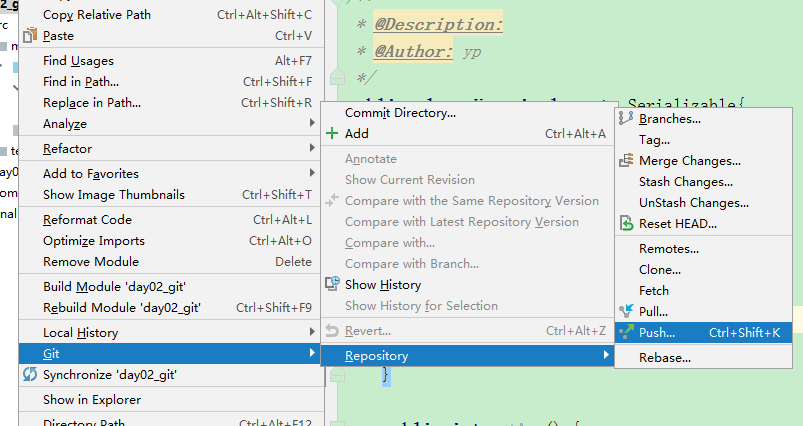 2_g
rc
m
te
ay0
om
nal
Copy Relative Path Ctrl+Alt+Shift+C
Paste Ctrl+V
Find Usages Alt+F7
Find in Path... Ctrl+Shift+F
Replace in Path... Ctrl+Shift+R
Analyze
Refactor
Add to Favorites
Show Image Thumbnails Ctrl+Shift+T
Reformat Code Ctrl+Alt+L
Optimize Imports Ctrl+Alt+O
Remove Module Delete
Build Module 'day02_git'
Rebuild Module 'day02_git' Ctrl+Shift+F9
Local History
Git
Synchronize 'day02_git'
Show in Explorer
Directory Path Ctrl+Alt+F12
* @Description:
* @Author: yp
*/
Serializable{
}
Commit Directory...
Add Ctrl+Alt+A
Annotate
Show Current Revision
Compare with the Same Repository Version
Compare with Latest Repository Version
Compare with...
Compare with Branch...
Show History
Show History for Selection
Revert... Ctrl+Alt+Z
Repository
Branches...
Tag...
Merge Changes...
Stash Changes...
UnStash Changes...
Reset HEAD...
Remotes...
Clone...
Fetch
Pull...
Push... Ctrl+Shift+K
Rebase...